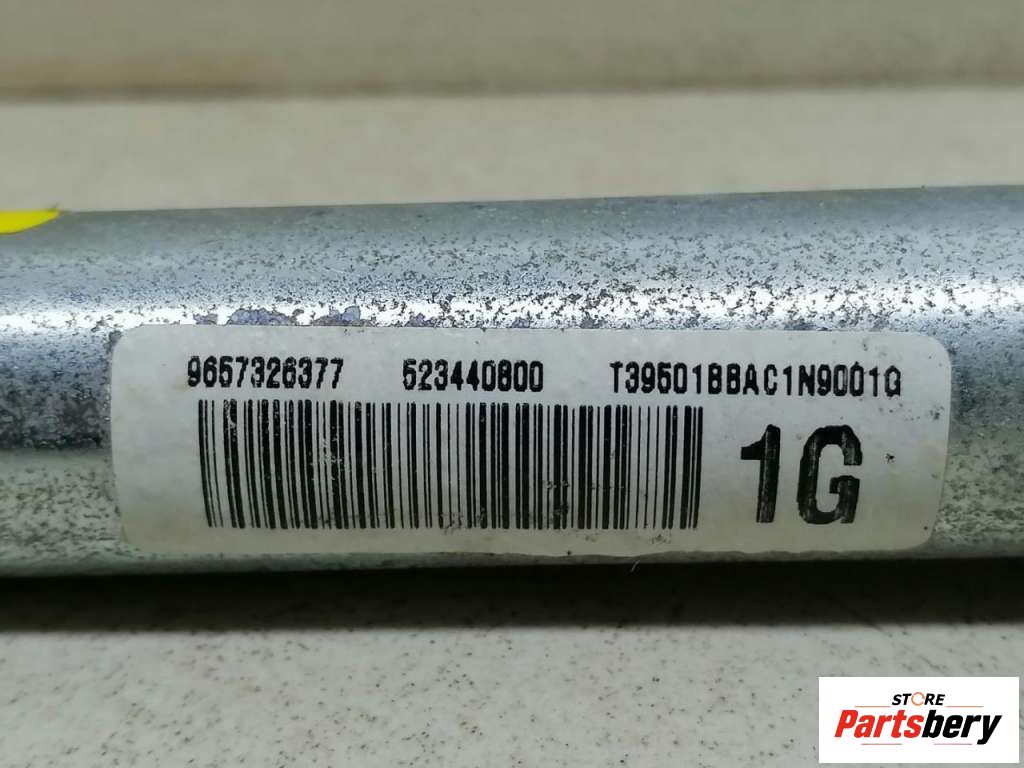 9657326377 523440800 T39501BBAC1N9001G
1G
STORE
Partsbery